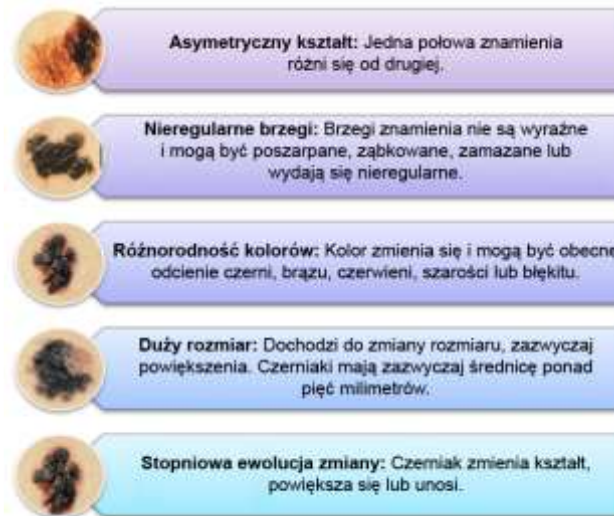 Asymetryczny kształt: Jedna połowa znamienia
różni się od drugiej.
Nieregularne brzegi: Brzegi znamienia nie są wyraźne
i mogą być poszarpane, ząbkowane, zamazane lub
wydają się nieregularne.
Różnorodność kolorów: Kolor zmienia się i mogą być obecne
odcienie czerni, brązu, czerwieni, szarości lub błękitu.
Duży rozmiar: Dochodzi do zmiany rozmiaru, zazwyczaj
powiększenia. Czerniaki mają zazwyczaj średnicę ponad
pięć milimetrów.
Stopniowa ewolucja zmiany: Czerniak zmienia kształt,
powiększa się lub unosi.